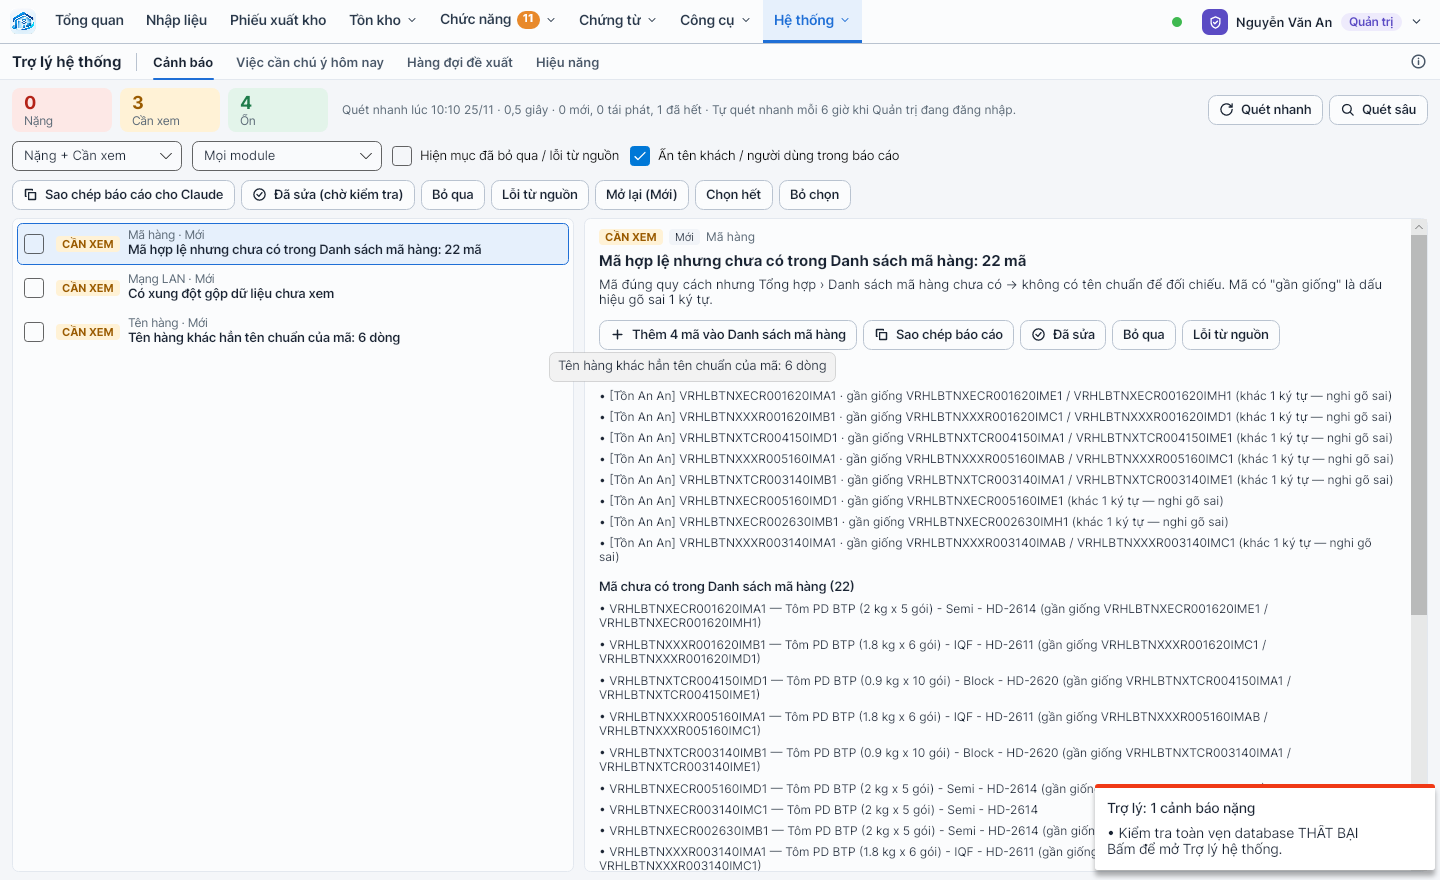 Tổng quan
Nhập liệu
Phiếu xuất kho
Tồn kho
Chức năng 11
Chứng từ
Công cụ
Hệ thống
Nguyễn Văn An
Quản trị
Trợ lý hệ thống
Cảnh báo
Việc cần chú ý hôm nay
Hàng đợi đề xuất
Hiệu năng
0
Nặng
3
Cần xem
4
Ổn
Quét nhanh lúc 10:10 25/11 · 0,5 giây · 0 mới, 0 tái phát, 1 đã hết · Tự quét nhanh mỗi 6 giờ khi Quản trị đang đăng nhập.
Quét nhanh
Quét sâu
Nặng + Cần xem
Mọi module
Hiện mục đã bỏ qua / lỗi từ nguồn
Ẩn tên khách / người dùng trong báo cáo
Sao chép báo cáo cho Claude
Đã sửa (chờ kiểm tra)
Bỏ qua
Lỗi từ nguồn
Mở lại (Mới)
Chọn hết
Bỏ chọn
CẦN XEM
Mã hàng · Mới
Mã hợp lệ nhưng chưa có trong Danh sách mã hàng: 22 mã
CẦN XEM
Mạng LAN · Mới
Có xung đột gộp dữ liệu chưa xem
CẦN XEM
Tên hàng · Mới
Tên hàng khác hẳn tên chuẩn của mã: 6 dòng
CẦN XEM
Mới
Mã hàng
Mã hợp lệ nhưng chưa có trong Danh sách mã hàng: 22 mã
Mã đúng quy cách nhưng Tổng hợp › Danh sách mã hàng chưa có → không có tên chuẩn để đối chiếu. Mã có "gần giống" là dấu
hiệu gõ sai 1 ký tự.
Thêm 4 mã vào Danh sách mã hàng
Sao chép báo cáo
Đã sửa
Bỏ qua
Lỗi từ nguồn
Tên hàng khác hẳn tên chuẩn của mã: 6 dòng
• [Tồn An An] VRHLBTNXECR001620IMA1 · gần giống VRHLBTNXECR001620IME1 / VRHLBTNXECR001620IMH1 (khác 1 ký tự — nghi gõ sai)
• [Tồn An An] VRHLBTNXXXR001620IMB1 · gần giống VRHLBTNXXXR001620IMC1 / VRHLBTNXXXR001620IMD1 (khác 1 ký tự — nghi gõ sai)
• [Tồn An An] VRHLBTNXTCR004150IMD1 · gần giống VRHLBTNXTCR004150IMA1 / VRHLBTNXTCR004150IME1 (khác 1 ký tự — nghi gõ sai)
• [Tồn An An] VRHLBTNXXXR005160IMA1 · gần giống VRHLBTNXXXR005160IMAB / VRHLBTNXXXR005160IMC1 (khác 1 ký tự — nghi gõ sai)
• [Tồn An An] VRHLBTNXTCR003140IMB1 · gần giống VRHLBTNXTCR003140IMA1 / VRHLBTNXTCR003140IME1 (khác 1 ký tự — nghi gõ sai)
• [Tồn An An] VRHLBTNXECR005160IMD1 · gần giống VRHLBTNXECR005160IME1 (khác 1 ký tự — nghi gõ sai)
• [Tồn An An] VRHLBTNXECR002630IMB1 · gần giống VRHLBTNXECR002630IMH1 (khác 1 ký tự — nghi gõ sai)
• [Tồn An An] VRHLBTNXXXR003140IMA1 · gần giống VRHLBTNXXXR003140IMAB / VRHLBTNXXXR003140IMC1 (khác 1 ký tự — nghi gõ
sai)
Mã chưa có trong Danh sách mã hàng (22)
• VRHLBTNXECR001620IMA1 — Tôm PD BTP (2 kg x 5 gói) - Semi - HD-2614 (gần giống VRHLBTNXECR001620IME1 /
VRHLBTNXECR001620IMH1)
• VRHLBTNXXXR001620IMB1 — Tôm PD BTP (1.8 kg x 6 gói) - IQF - HD-2611 (gần giống VRHLBTNXXXR001620IMC1 /
VRHLBTNXXXR001620IMD1)
• VRHLBTNXTCR004150IMD1 — Tôm PD BTP (0.9 kg x 10 gói) - Block - HD-2620 (gần giống VRHLBTNXTCR004150IMA1 /
VRHLBTNXTCR004150IME1)
• VRHLBTNXXXR005160IMA1 — Tôm PD BTP (1.8 kg x 6 gói) - IQF - HD-2611 (gần giống VRHLBTNXXXR005160IMAB /
VRHLBTNXXXR005160IMC1)
• VRHLBTNXTCR003140IMB1 — Tôm PD BTP (0.9 kg x 10 gói) - Block - HD-2620 (gần giống VRHLBTNXTCR003140IMA1 /
VRHLBTNXTCR003140IME1)
• VRHLBTNXECR005160IMD1 — Tôm PD BTP (2 kg x 5 gói) - Semi - HD-2614 (gần giốn
• VRHLBTNXECR003140IMC1 — Tôm PD BTP (2 kg x 5 gói) - Semi - HD-2614
• VRHLBTNXECR002630IMB1 — Tôm PD BTP (2 kg x 5 gói) - Semi - HD-2614 (gần giốn
• VRHLBTNXXXR003140IMA1 — Tôm PD BTP (1.8 kg x 6 gói) - IQF - HD-2611 (gần giống
VRHLBTNXXXR003140IMC1)
Trợ lý: 1 cảnh báo nặng
• Kiểm tra toàn vẹn database THẤT BẠI
Bấm để mở Trợ lý hệ thống.